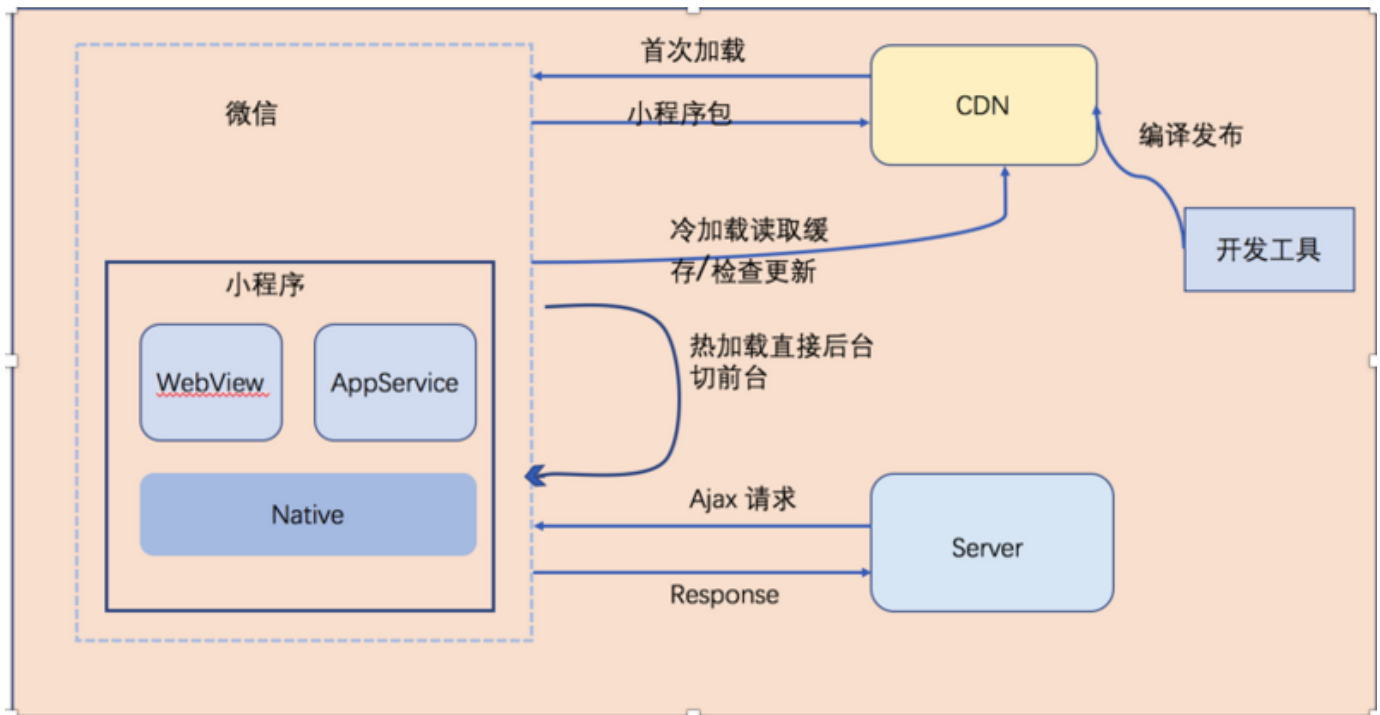 首次加载
微信
小程序包
CDN
编译发布
冷加载读取缓
存/检查更新
开发工具
小程序
热加载直接后台
切前台
WebView
AppService
Native
Ajax 请求
Server
Response